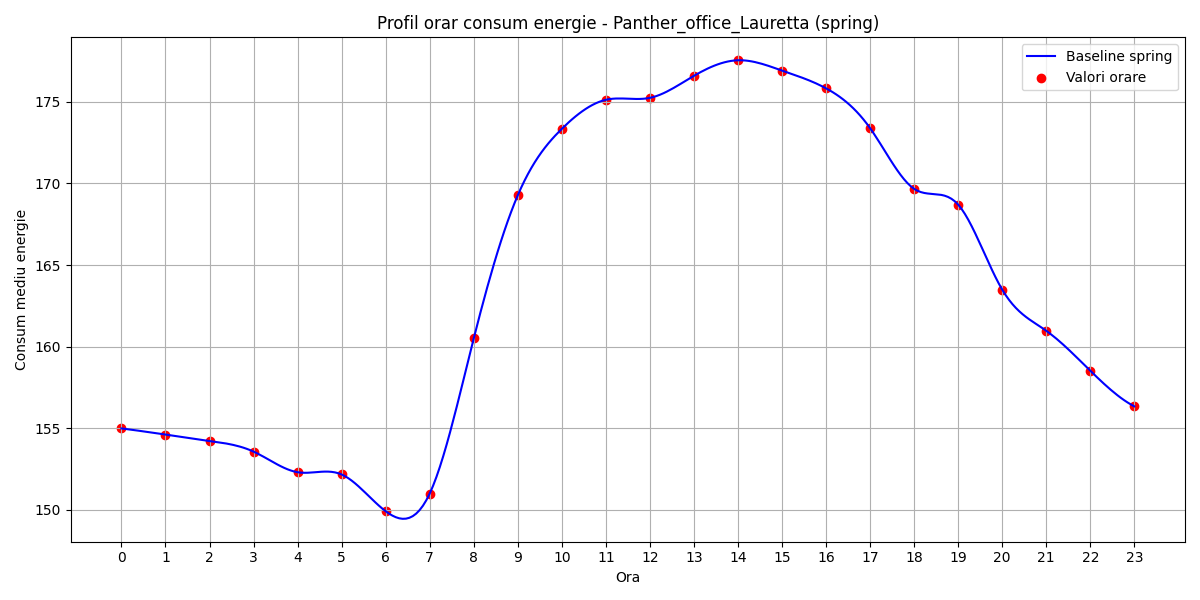 Profil orar consum energie - Panther_office_Lauretta (spring)
Baseline spring
Valori orare
Consum mediu energie
175
170
165
160
155
150
0 1 2 3 4 5 6 7 8 9 10 11 12 13 14 15 16 17 18 19 20 21 22 23
Ora